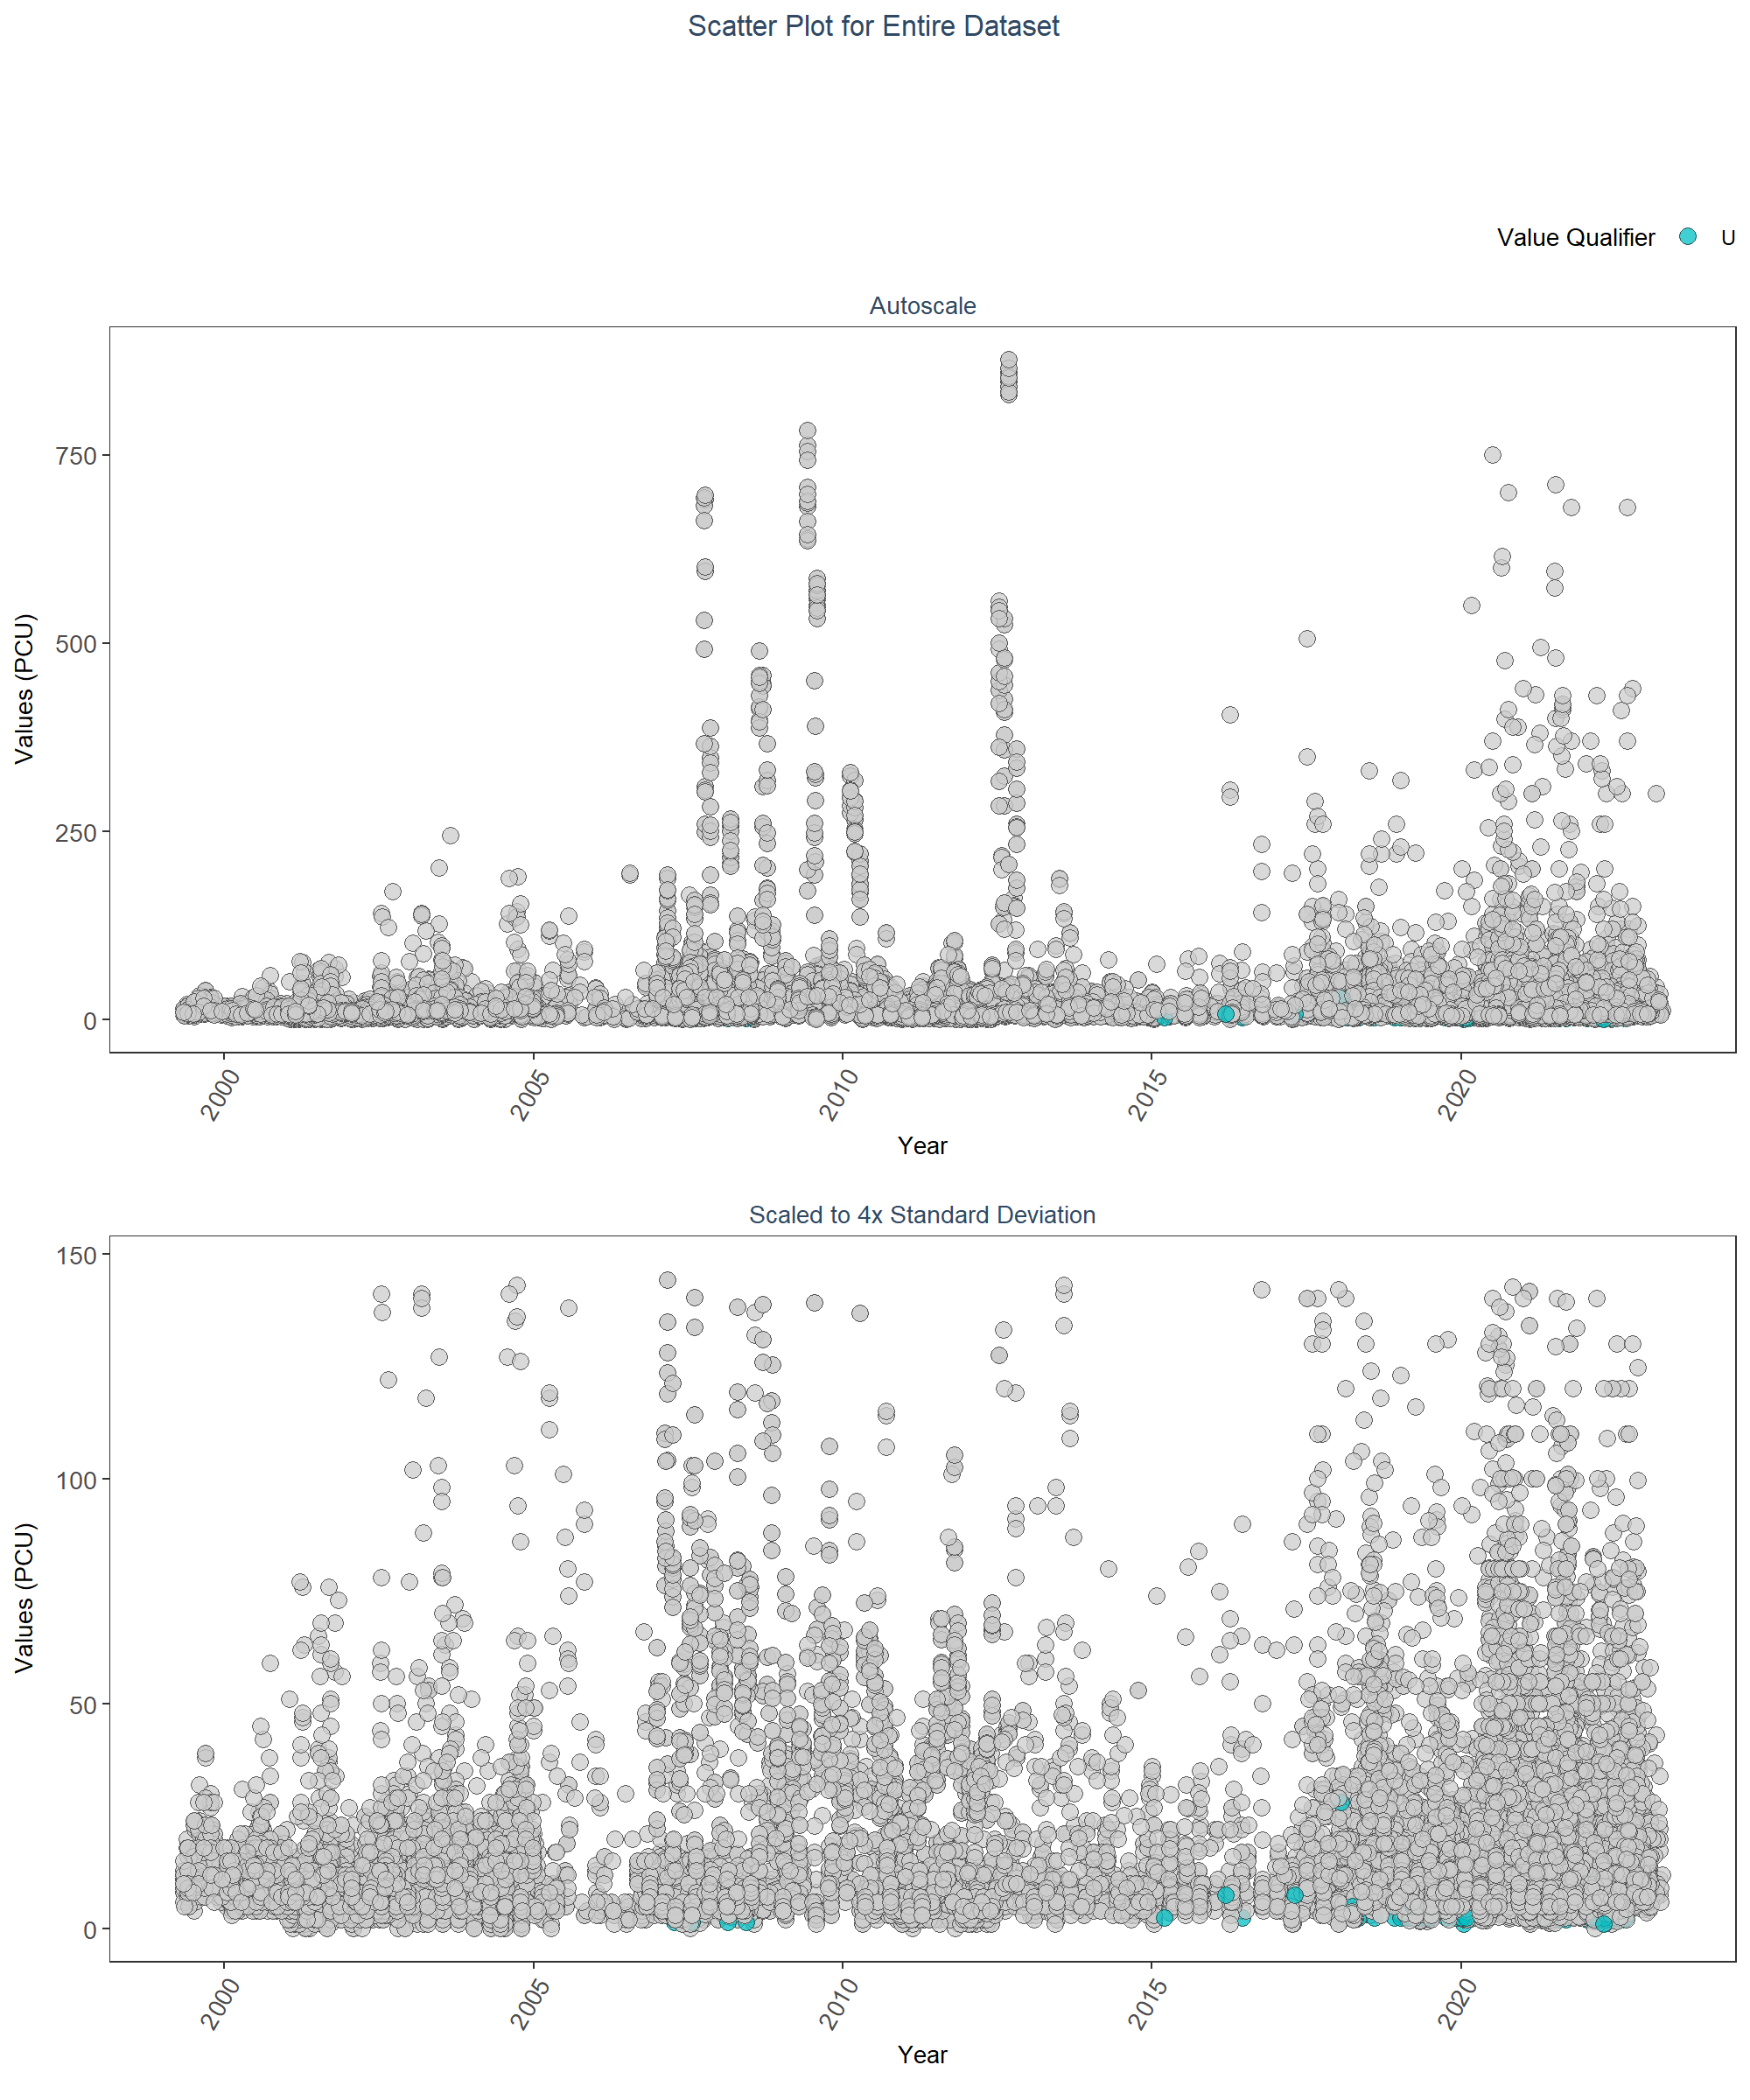 Scatter Plot for Entire Dataset
Value Qualifier U
Autoscale
Values (PCU)
750
500
250
0
2000 2005 2010 2015 2020
Year
Scaled to 4x Standard Deviation
Values (PCU)
150
100
50
0
2000 2005 2010 2015 2020
Year